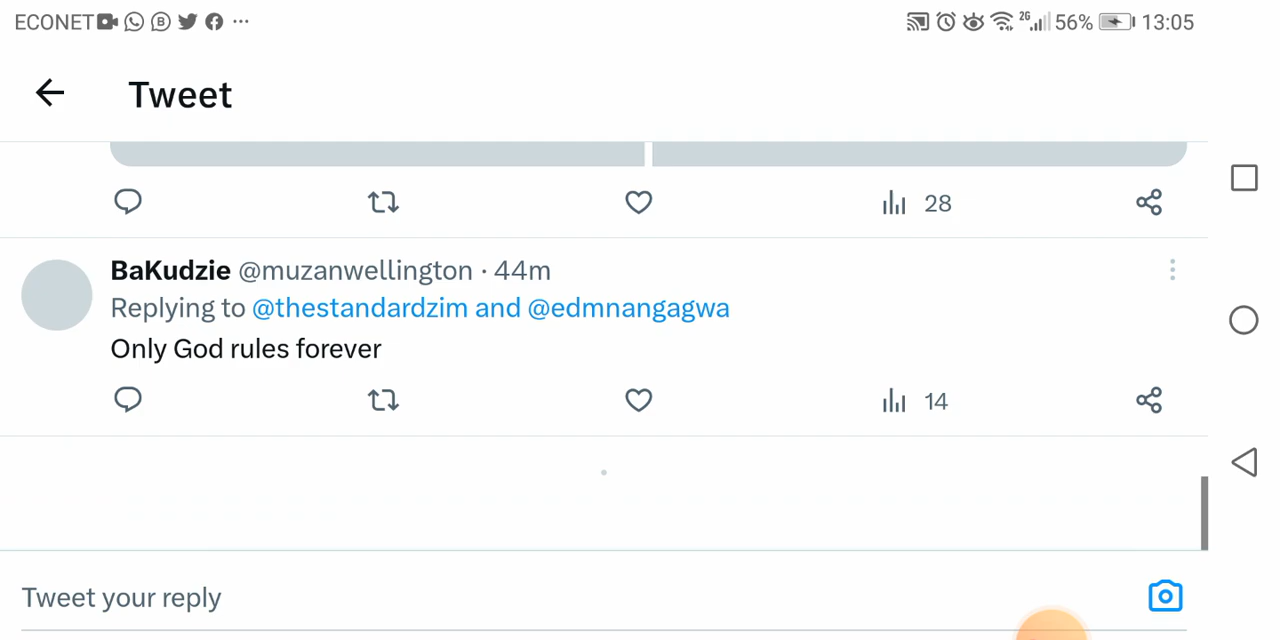 ECONET 2G 56% 13:05
Tweet
28
BaKudzie @muzanwellington · 44m
Replying to @thestandardzim and @edmnangagwa
Only God rules forever
14
Tweet your reply